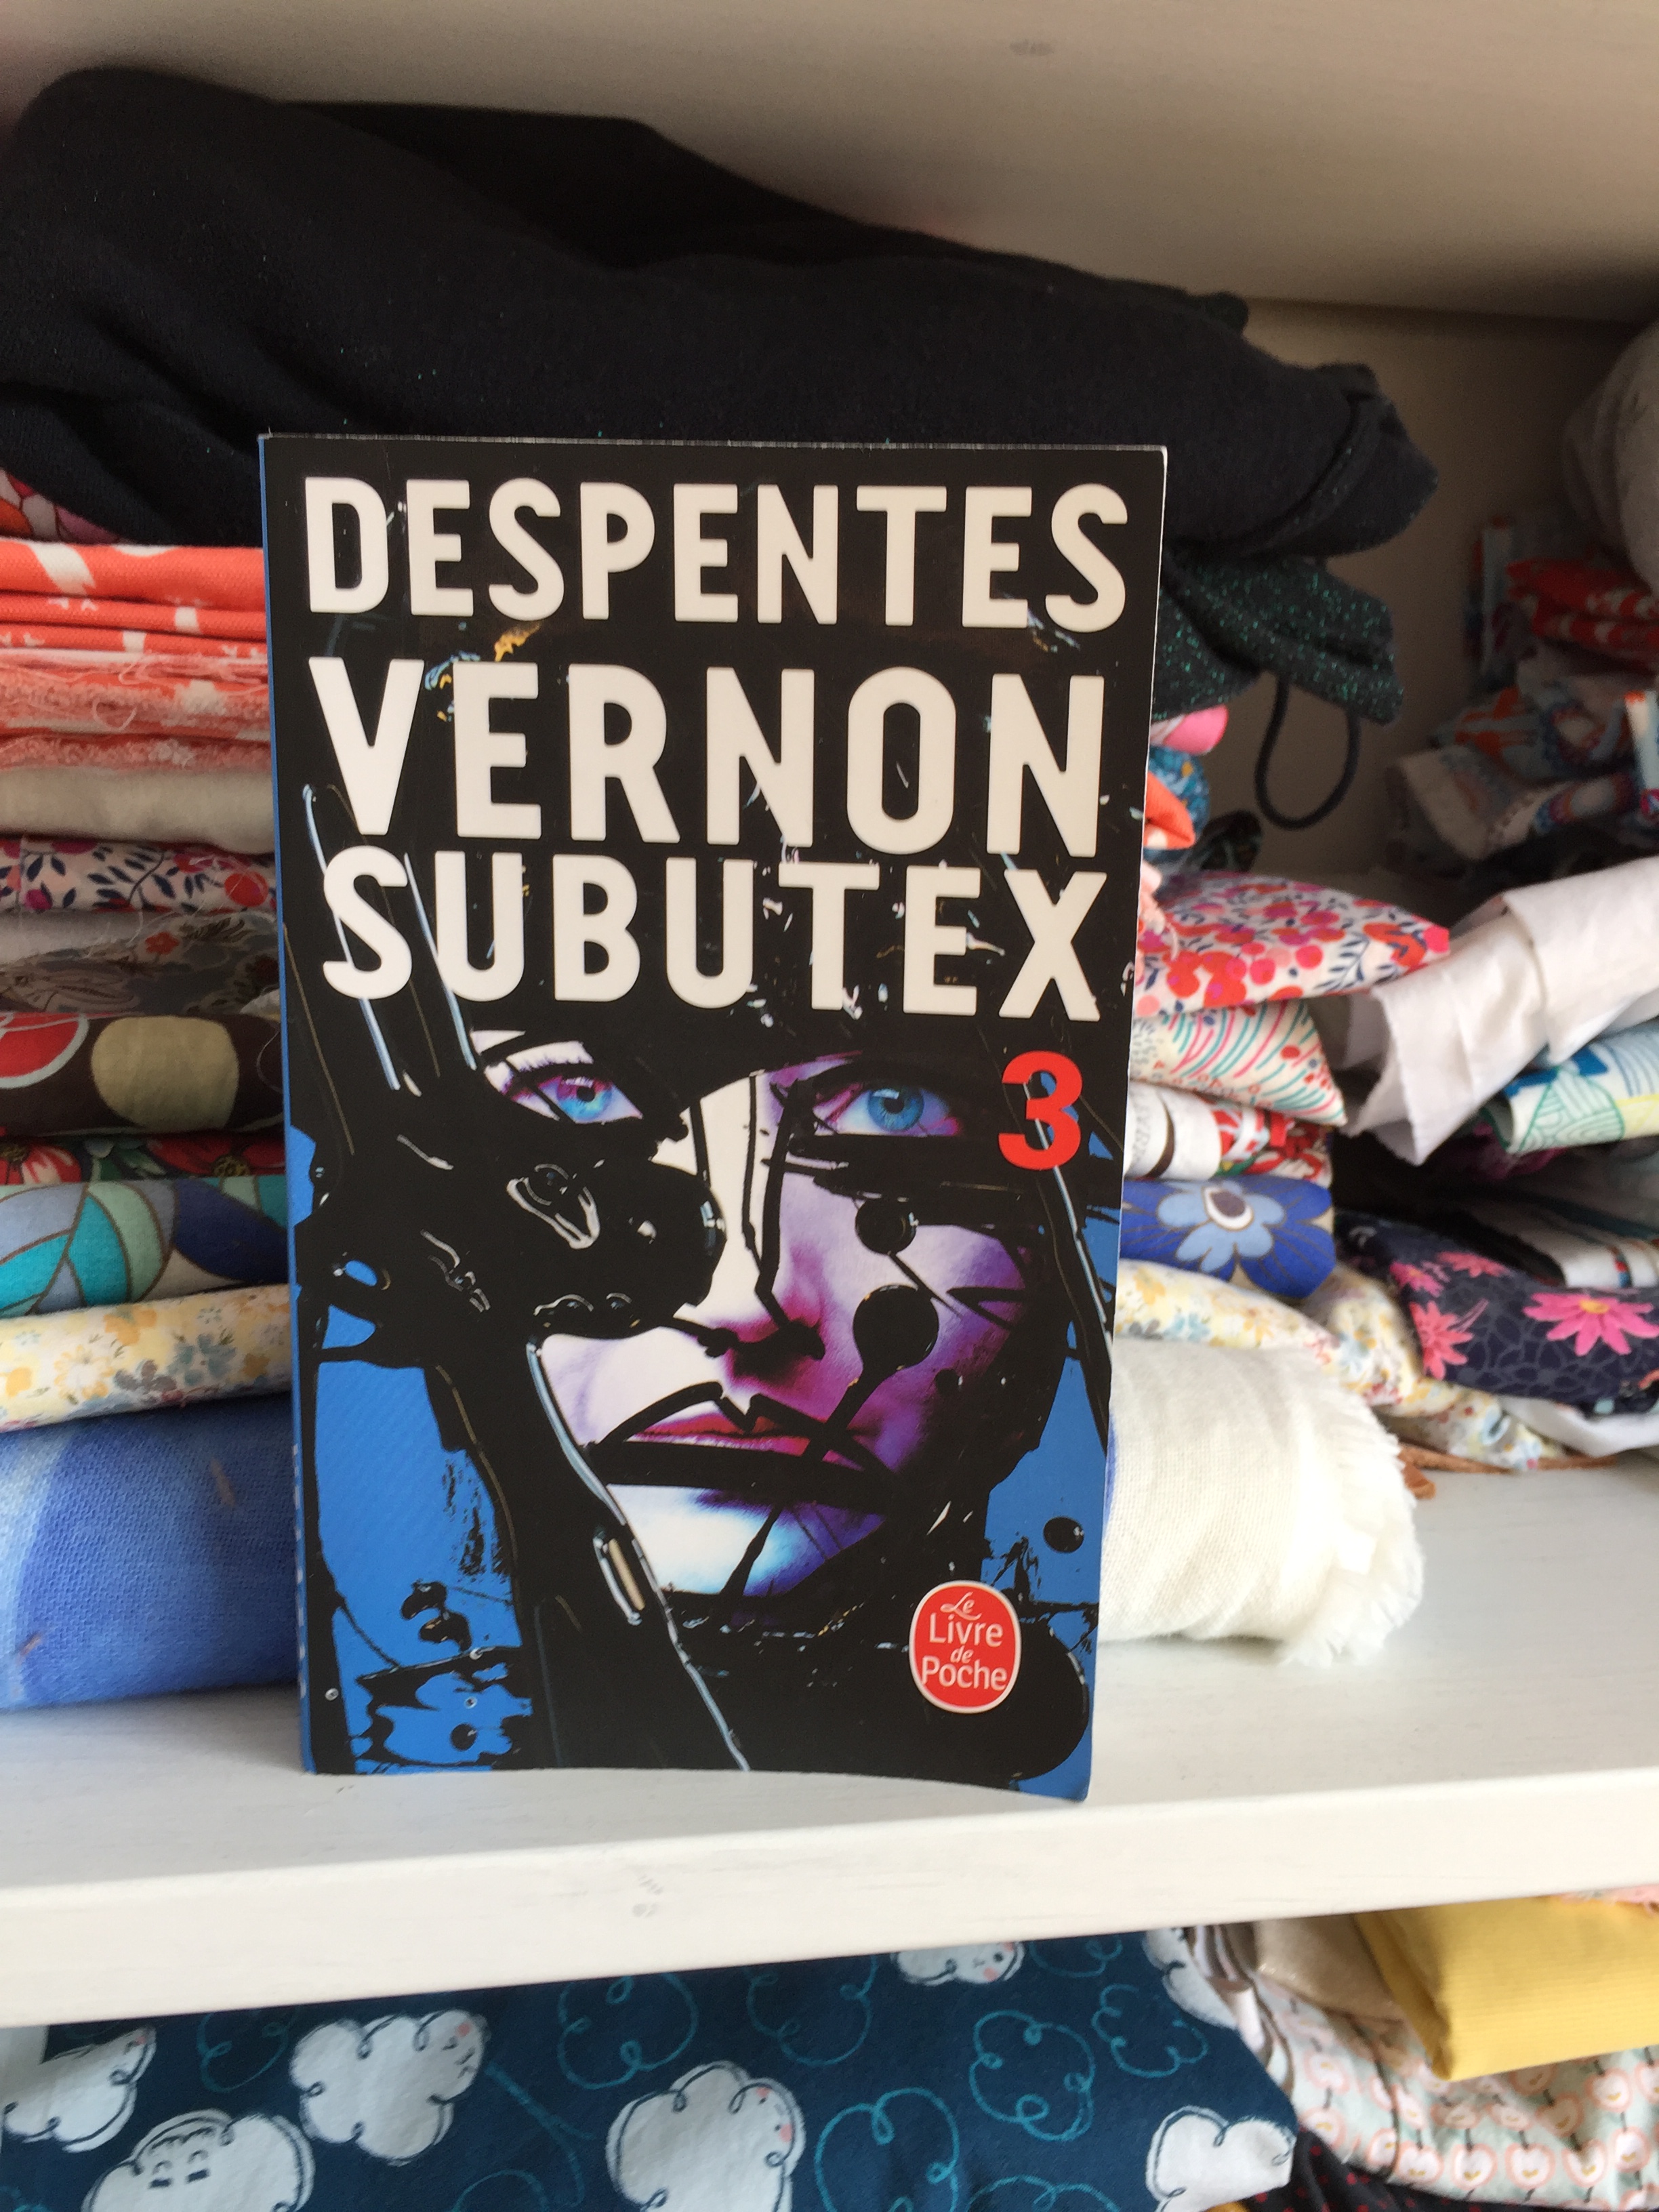 DESPENTES
VERNON
SUBUTEX
3
Le
Livre
de
Poche